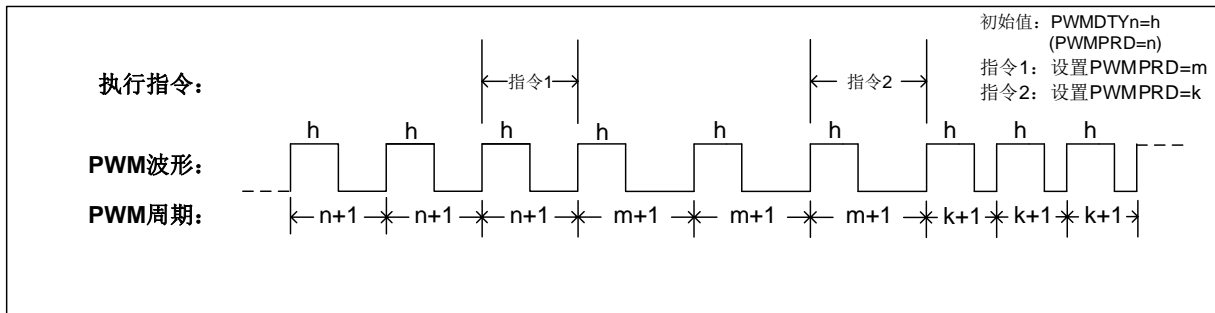 初始值：PWMDTYn=h
(PWMPRD=n)
指令1：设置PWMPRD=m
指令2：设置PWMPRD=k
执行指令： 指令1 指令2
h h h h h h h h h
PWM波形：
PWM周期： n+1 n+1 n+1 m+1 m+1 m+1 k+1 k+1 k+1